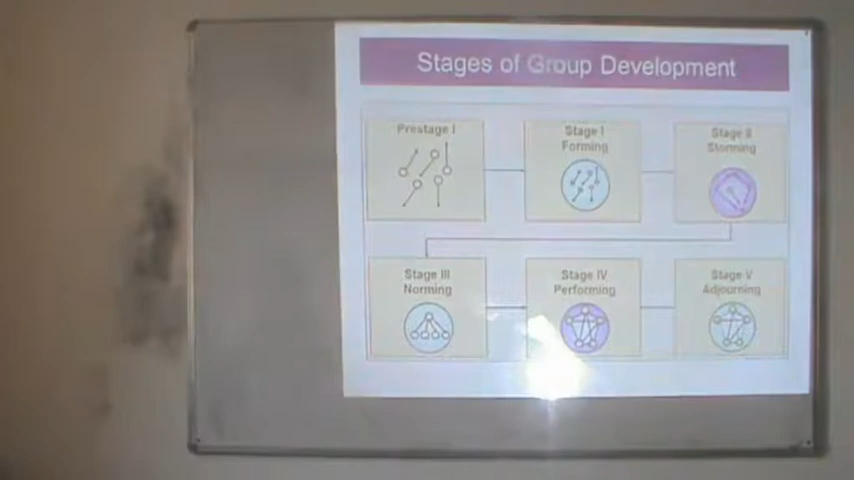 Stages of Group Development
Prestage I
Stage I
Forming
Stage II
Storming
Stage III
Norming
Stage IV
Performing
Stage V
Adjourning